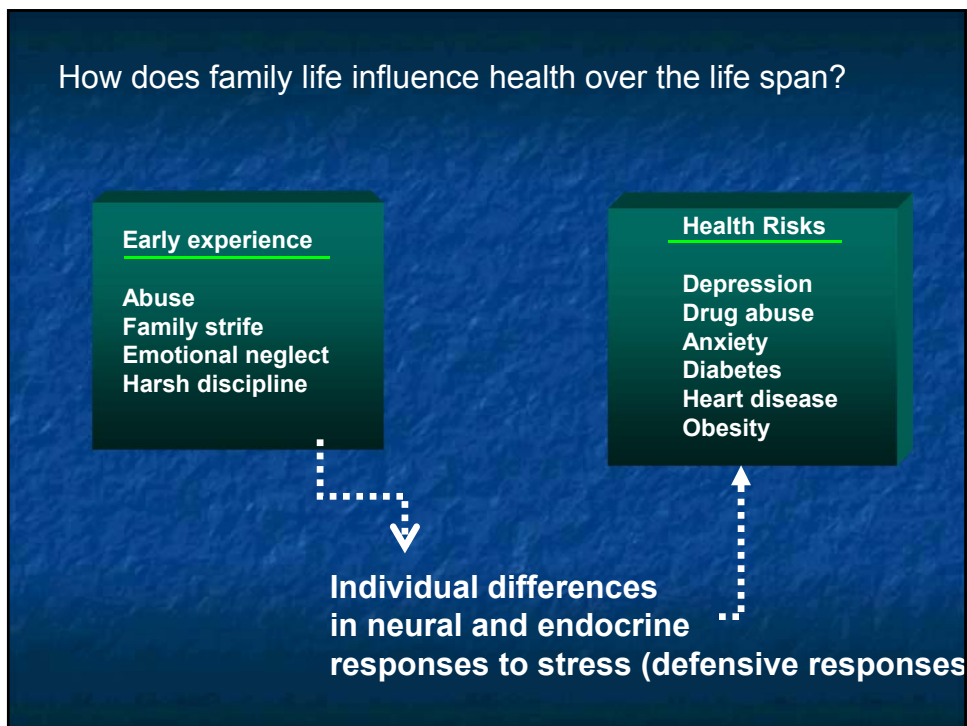 How does family life influence health over the life span?
Early experience
Abuse
Family strife
Emotional neglect
Harsh discipline
Health Risks
Depression
Drug abuse
Anxiety
Diabetes
Heart disease
Obesity
Individual differences
in neural and endocrine
responses to stress (defensive responses